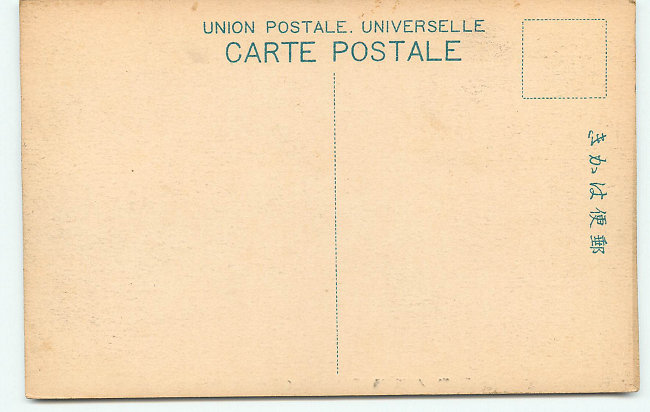 UNION POSTALE. UNIVERSELLE
CARTE POSTALE
郵便はかき